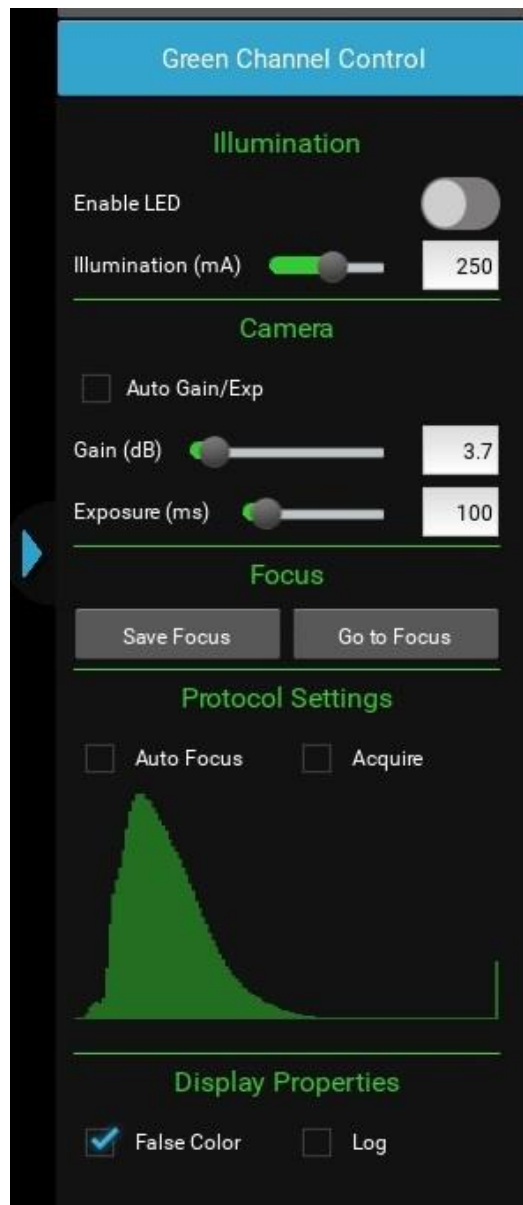 Green Channel Control
Illumination
Enable LED
Illumination (mA) 250
Camera
Auto Gain/Exp
Gain (dB) 3.7
Exposure (ms) 100
Focus
Save Focus Go to Focus
Protocol Settings
Auto Focus Acquire
Display Properties
False Color Log